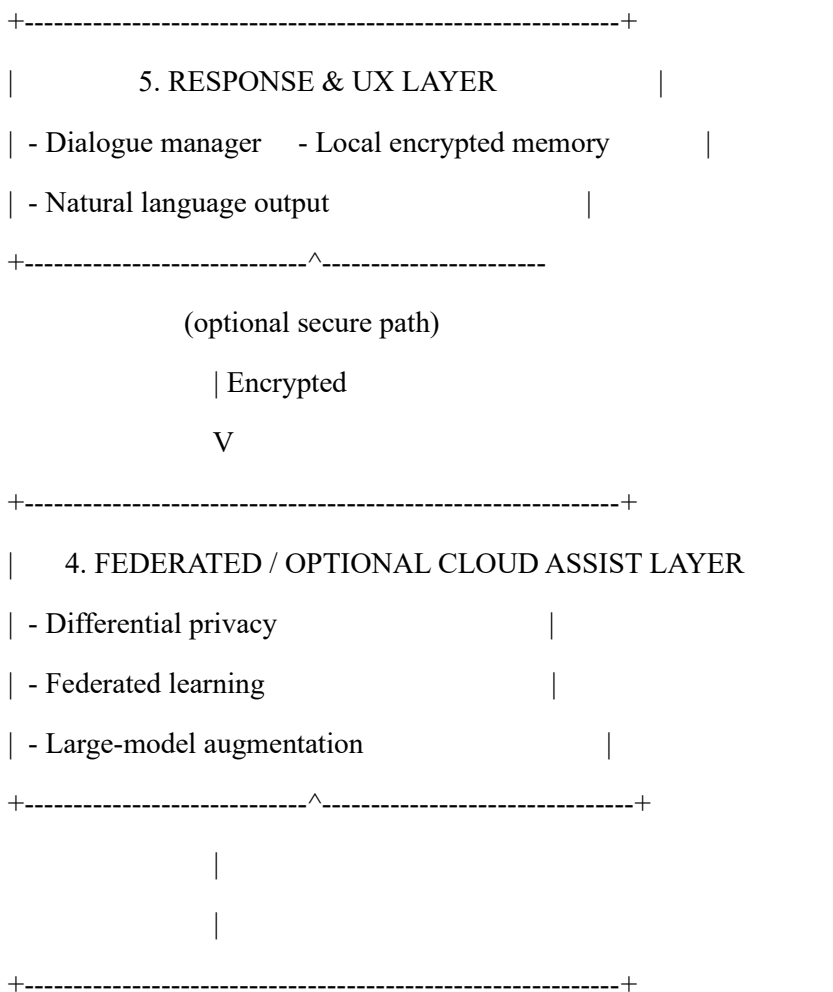 +-------------------------------------------------------------+
| 5. RESPONSE & UX LAYER |
| - Dialogue manager - Local encrypted memory |
| - Natural language output |
+-----------------------------^-----------------------
(optional secure path)
| Encrypted
V
+-------------------------------------------------------------+
| 4. FEDERATED / OPTIONAL CLOUD ASSIST LAYER
| - Differential privacy |
| - Federated learning |
| - Large-model augmentation |
+-----------------------------^--------------------------------+
|
|
+-------------------------------------------------------------+